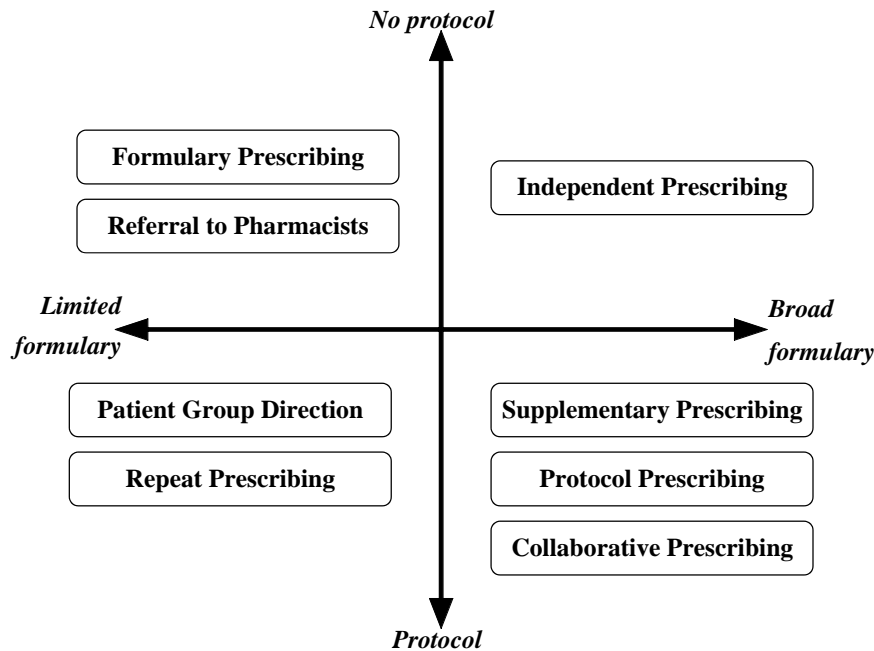 No protocol
Formulary Prescribing
Independent Prescribing
Referral to Pharmacists
Limited
formulary
Broad
formulary
Patient Group Direction
Supplementary Prescribing
Repeat Prescribing
Protocol Prescribing
Collaborative Prescribing
Protocol